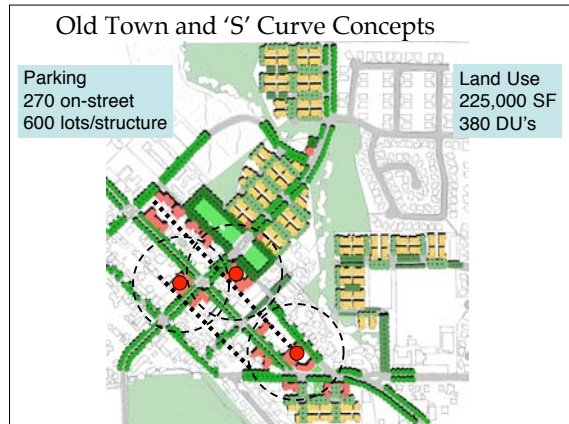 Old Town and ‘S’ Curve Concepts
Parking
270 on-street
600 lots/structure
Land Use
225,000 SF
380 DU's